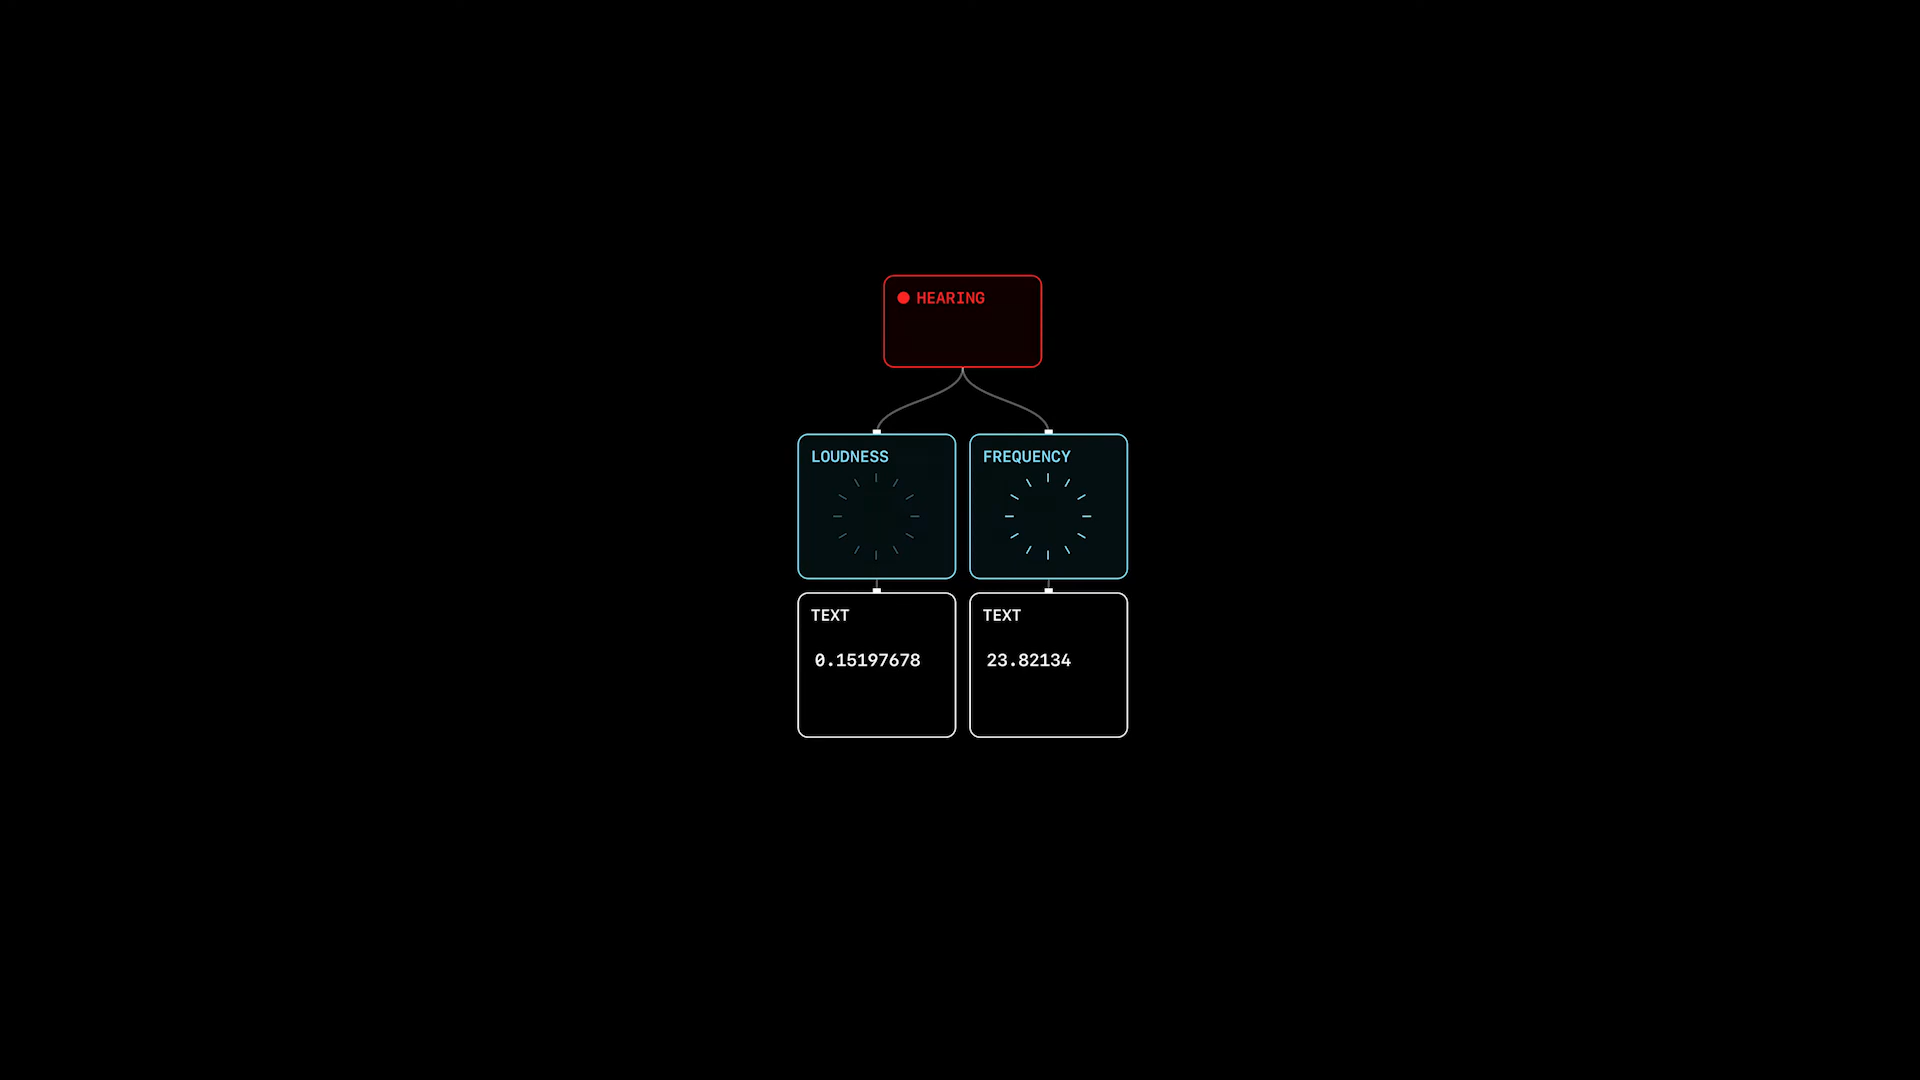 HEARING
LOUDNESS
FREQUENCY
TEXT
0.15197678
TEXT
23.82134